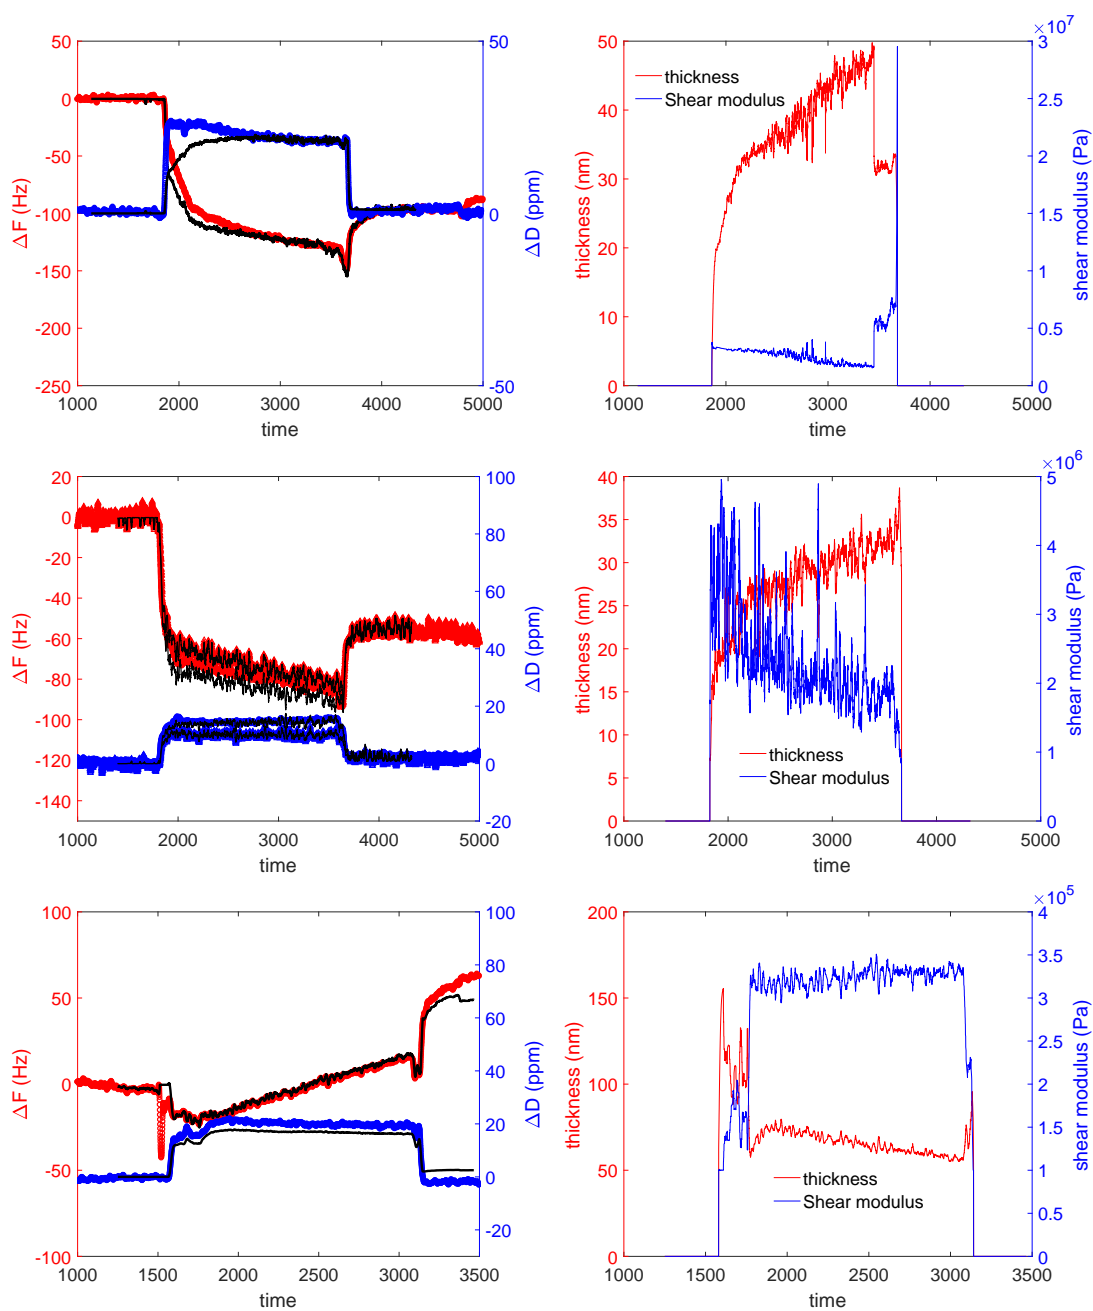 50
0
-50
-100
-150
-200
-250
ΔF (Hz)
50
0
-50
ΔD (ppm)
1000 2000 3000 4000 5000
time
×10⁷
50
40
30
20
10
0
thickness (nm)
thickness
Shear modulus
3
2.5
2
1.5
1
0.5
0
shear modulus (Pa)
1000 2000 3000 4000 5000
time
20
0
-20
-40
-60
-80
-100
-120
-140
ΔF (Hz)
100
80
60
40
20
0
-20
ΔD (ppm)
1000 2000 3000 4000 5000
time
×10⁶
40
35
30
25
20
15
10
5
0
thickness (nm)
thickness
Shear modulus
5
4
3
2
1
0
shear modulus (Pa)
1000 2000 3000 4000 5000
time
100
50
0
-50
-100
ΔF (Hz)
100
80
60
40
20
0
-20
ΔD (ppm)
1000 1500 2000 2500 3000 3500
time
×10⁵
200
150
100
50
0
thickness (nm)
thickness
Shear modulus
4
3.5
3
2.5
2
1.5
1
0.5
0
shear modulus (Pa)
1000 1500 2000 2500 3000 3500
time